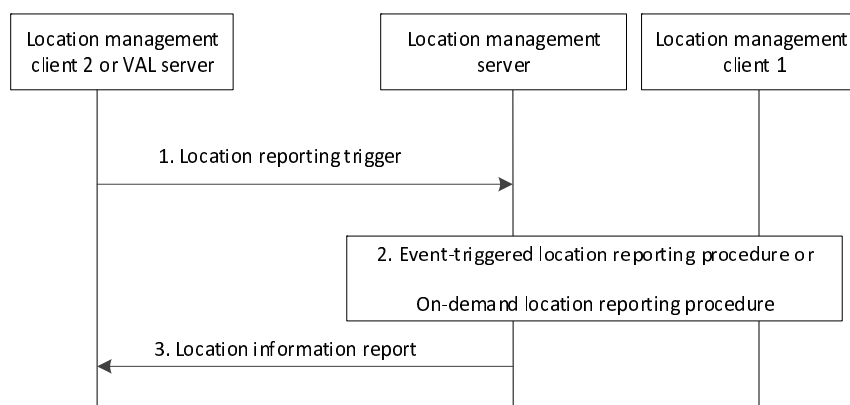 Location management
client 2 or VAL server
Location management
server
Location management
client 1
1. Location reporting trigger
2. Event-triggered location reporting procedure or
On-demand location reporting procedure
3. Location information report